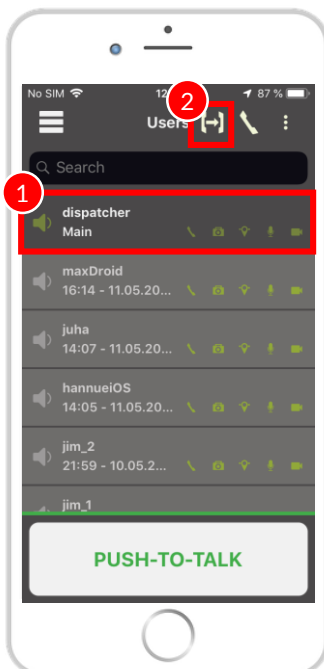 2
No SIM 12 87 %
Users
Search
1
dispatcher
Main
maxDroid
16:14 - 11.05.20...
juha
14:07 - 11.05.20...
hannueiOS
14:05 - 11.05.20...
jim_2
21:59 - 10.05.2...
jim_1
PUSH-TO-TALK